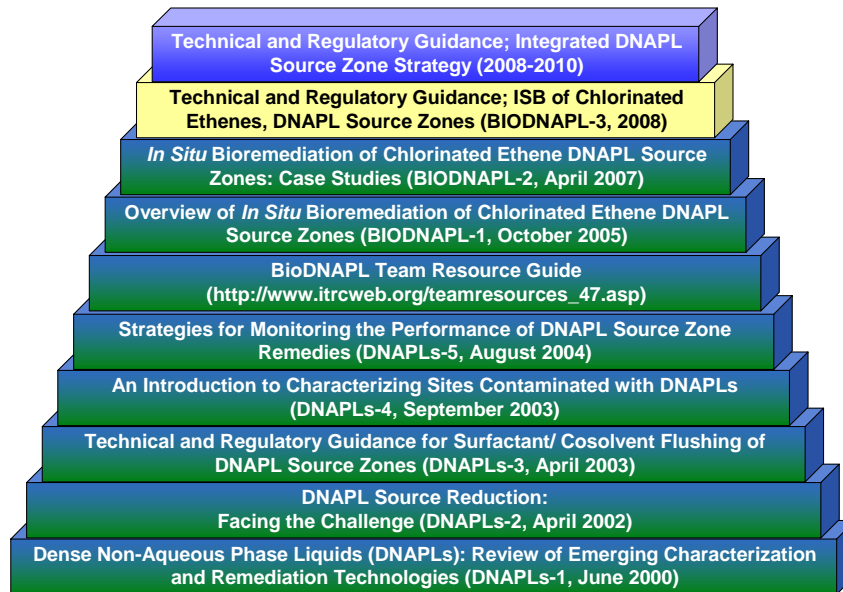 Technical and Regulatory Guidance; Integrated DNAPL
Source Zone Strategy (2008-2010)
Technical and Regulatory Guidance; ISB of Chlorinated
Ethenes, DNAPL Source Zones (BIODNAPL-3, 2008)
In Situ Bioremediation of Chlorinated Ethene DNAPL Source
Zones: Case Studies (BIODNAPL-2, April 2007)
Overview of In Situ Bioremediation of Chlorinated Ethene DNAPL
Source Zones (BIODNAPL-1, October 2005)
BioDNAPL Team Resource Guide
(http://www.itrcweb.org/teamresources_47.asp)
Strategies for Monitoring the Performance of DNAPL Source Zone
Remedies (DNAPLs-5, August 2004)
An Introduction to Characterizing Sites Contaminated with DNAPLs
(DNAPLs-4, September 2003)
Technical and Regulatory Guidance for Surfactant/ Cosolvent Flushing of
DNAPL Source Zones (DNAPLs-3, April 2003)
DNAPL Source Reduction:
Facing the Challenge (DNAPLs-2, April 2002)
Dense Non-Aqueous Phase Liquids (DNAPLs): Review of Emerging Characterization
and Remediation Technologies (DNAPLs-1, June 2000)